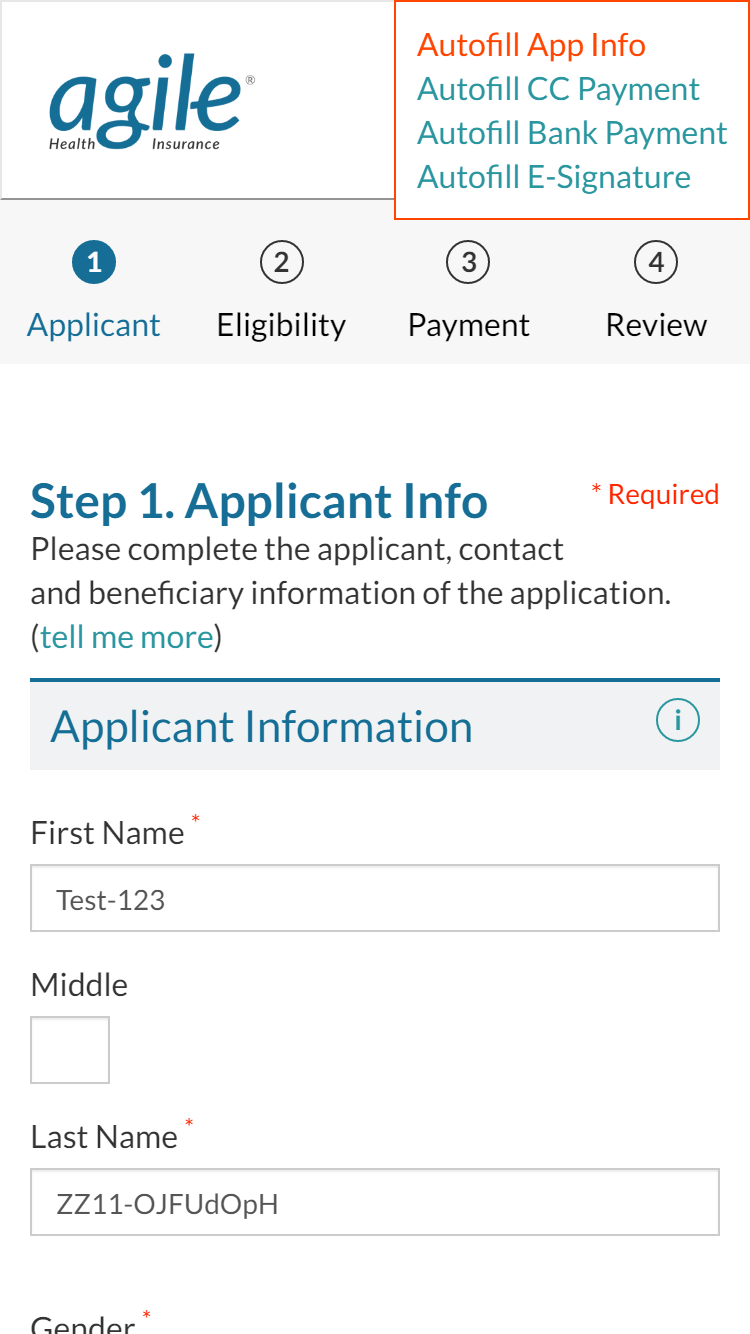 agile®
Health Insurance
Autofill App Info
Autofill CC Payment
Autofill Bank Payment
Autofill E-Signature
1 2 3 4
Applicant Eligibility Payment Review
Step 1. Applicant Info * Required
Please complete the applicant, contact
and beneficiary information of the application.
(tell me more)
Applicant Information i
First Name *
Test-123
Middle
Last Name *
ZZ11-OJFUdOpH
Gender *